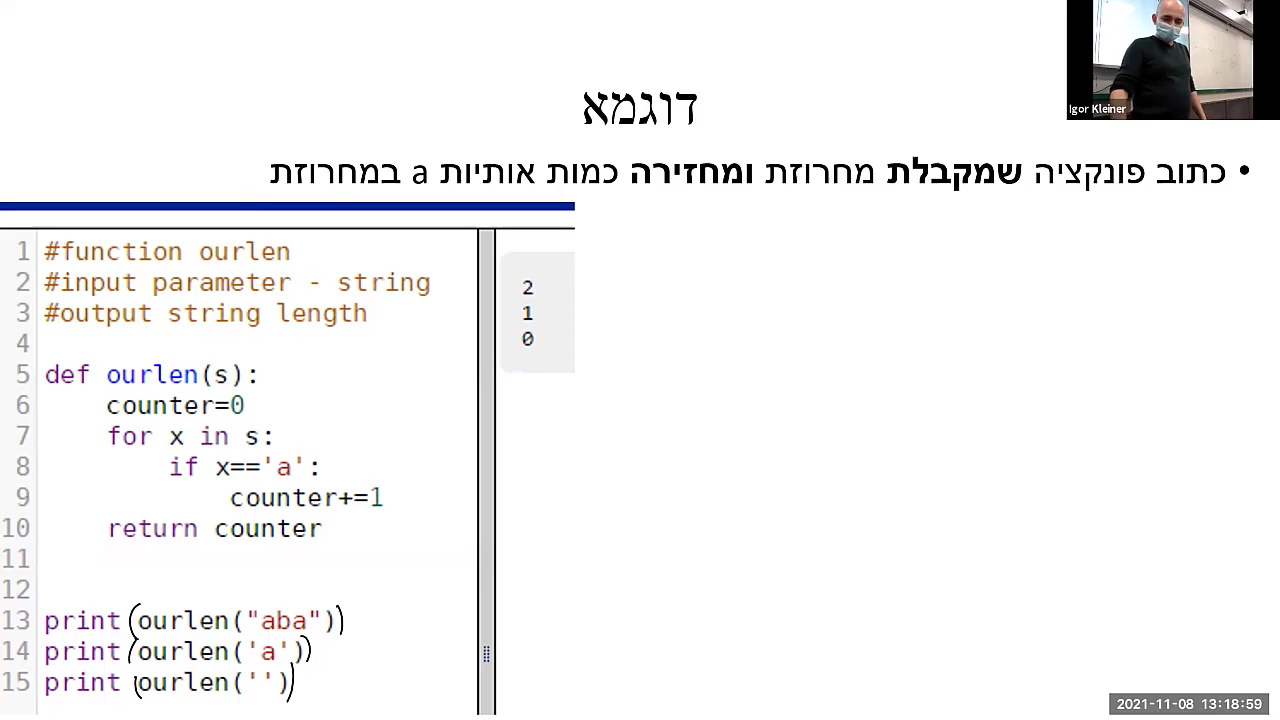 Igor Kleiner
דוגמא
• כתוב פונקציה שמקבלת מחרוזת ומחזירה כמות אותיות a במחרוזת
1 #function ourlen
2 #input parameter - string
3 #output string length
4
5 def ourlen(s):
6     counter=0
7     for x in s:
8         if x=='a':
9             counter+=1
10     return counter
11
12
13 print (ourlen("aba"))
14 print (ourlen('a'))
15 print (ourlen(''))
2
1
0
2021-11-08 13:18:59